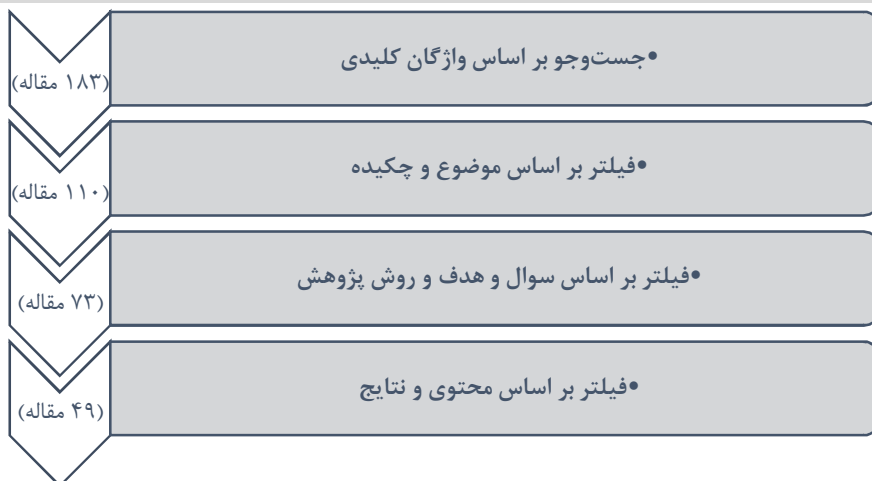 •جست‌وجو بر اساس واژگان کلیدی
(۱۸۳ مقاله)
•فیلتر بر اساس موضوع و چکیده
(۱۱۰ مقاله)
•فیلتر بر اساس سوال و هدف و روش پژوهش
(۷۳ مقاله)
•فیلتر بر اساس محتوی و نتایج
(۴۹ مقاله)